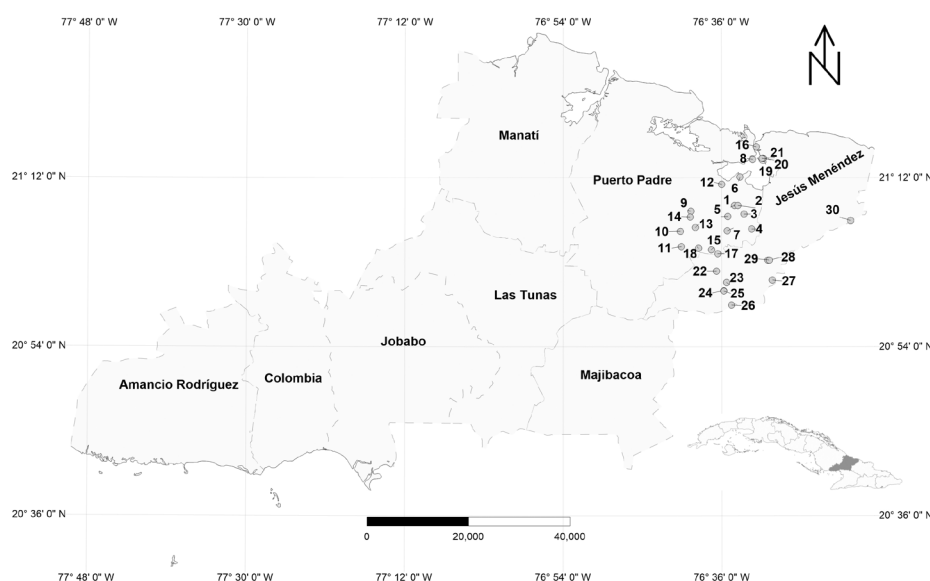 77° 48' 0" W 77° 30' 0" W 77° 12' 0" W 76° 54' 0" W 76° 36' 0" W
N
Manatí
16
21
8
20
21° 12' 0" N
Puerto Padre
19
Jesús Menéndez
21° 12' 0" N
12
6
9
1
2
30
14
5
3
13
10
7
4
11
15
18
17
29
28
22
23
27
Las Tunas
24
25
26
20° 54' 0" N
Jobabo
20° 54' 0" N
Amancio Rodríguez
Colombia
Majibacoa
20° 36' 0" N
20° 36' 0" N
0 20,000 40,000
77° 48' 0" W 77° 30' 0" W 77° 12' 0" W 76° 54' 0" W 76° 36' 0" W